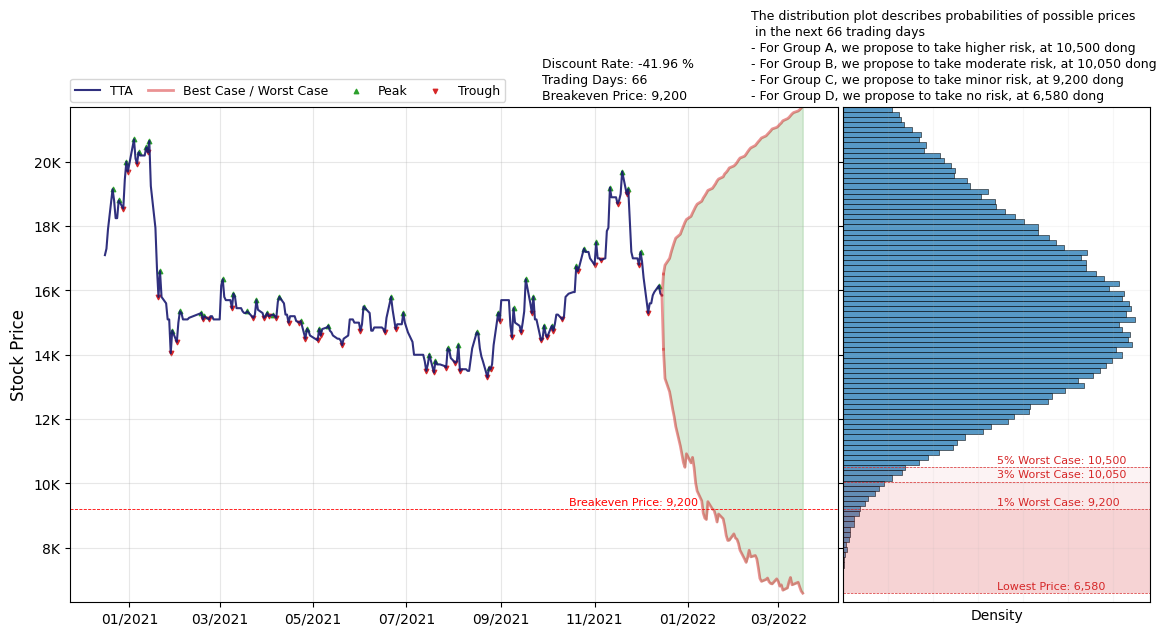 The distribution plot describes probabilities of possible prices
in the next 66 trading days
- For Group A, we propose to take higher risk, at 10,500 dong
- For Group B, we propose to take moderate risk, at 10,050 dong
- For Group C, we propose to take minor risk, at 9,200 dong
- For Group D, we propose to take no risk, at 6,580 dong
Discount Rate: -41.96 %
Trading Days: 66
Breakeven Price: 9,200
TTA
Best Case / Worst Case
Peak
Trough
Stock Price
20K
18K
16K
14K
12K
10K
8K
Breakeven Price: 9,200
01/2021
03/2021
05/2021
07/2021
09/2021
11/2021
01/2022
03/2022
5% Worst Case: 10,500
3% Worst Case: 10,050
1% Worst Case: 9,200
Lowest Price: 6,580
Density